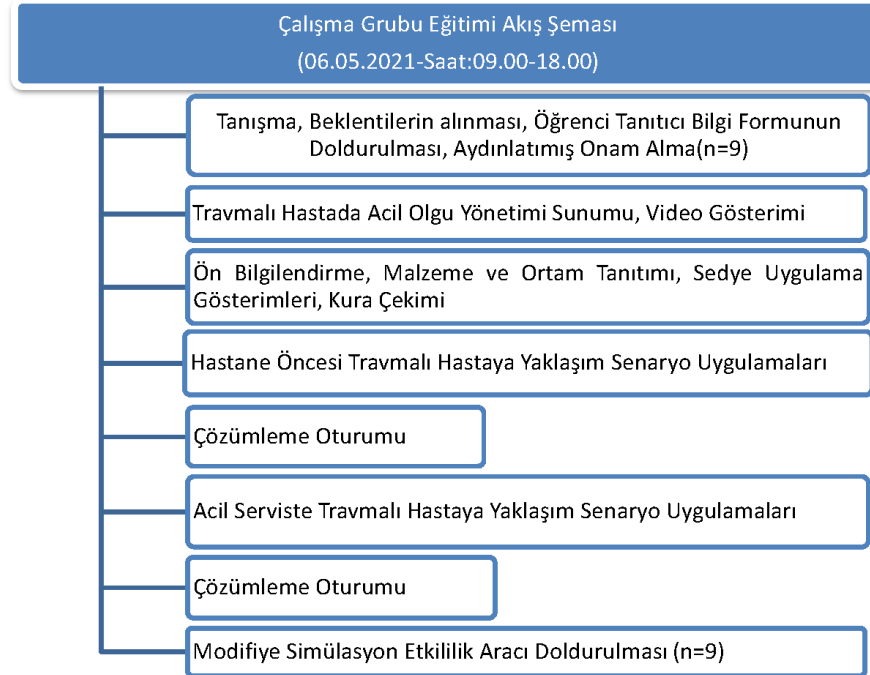 Çalışma Grubu Eğitimi Akış Şeması
(06.05.2021-Saat:09.00-18.00)
Tanışma, Beklentilerin alınması, Öğrenci Tanıtıcı Bilgi Formunun
Doldurulması, Aydınlatımış Onam Alma(n=9)
Travmalı Hastada Acil Olgu Yönetimi Sunumu, Video Gösterimi
Ön Bilgilendirme, Malzeme ve Ortam Tanıtımı, Sedye Uygulama
Gösterimleri, Kura Çekimi
Hastane Öncesi Travmalı Hastaya Yaklaşım Senaryo Uygulamaları
Çözümleme Oturumu
Acil Serviste Travmalı Hastaya Yaklaşım Senaryo Uygulamaları
Çözümleme Oturumu
Modifiye Simülasyon Etkililik Aracı Doldurulması (n=9)